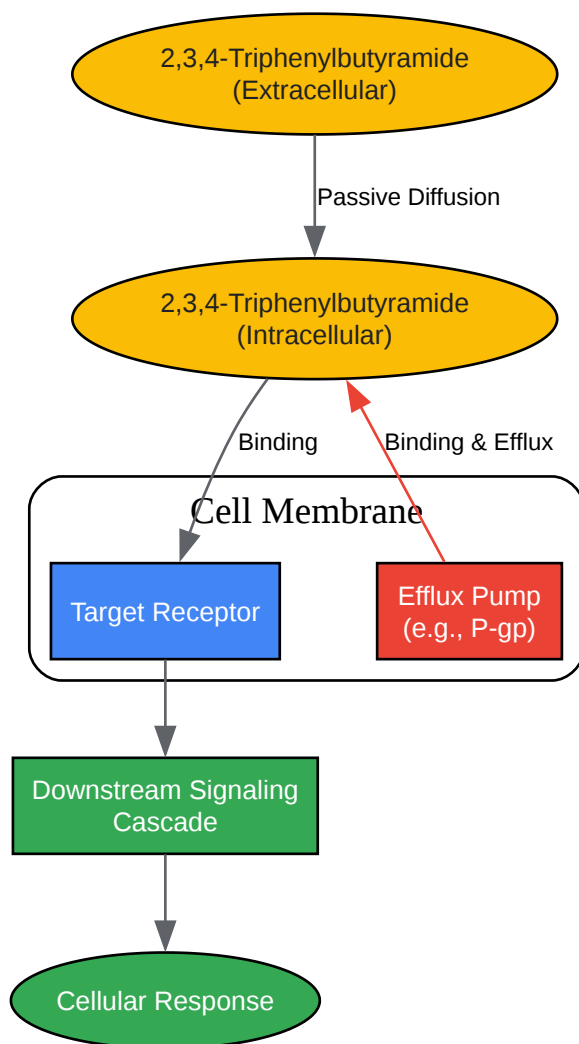 2,3,4-Triphenylbutyramide
(Extracellular)
Passive Diffusion
2,3,4-Triphenylbutyramide
(Intracellular)
Binding
Binding & Efflux
Cell Membrane
Target Receptor
Efflux Pump
(e.g., P-gp)
Downstream Signaling
Cascade
Cellular Response